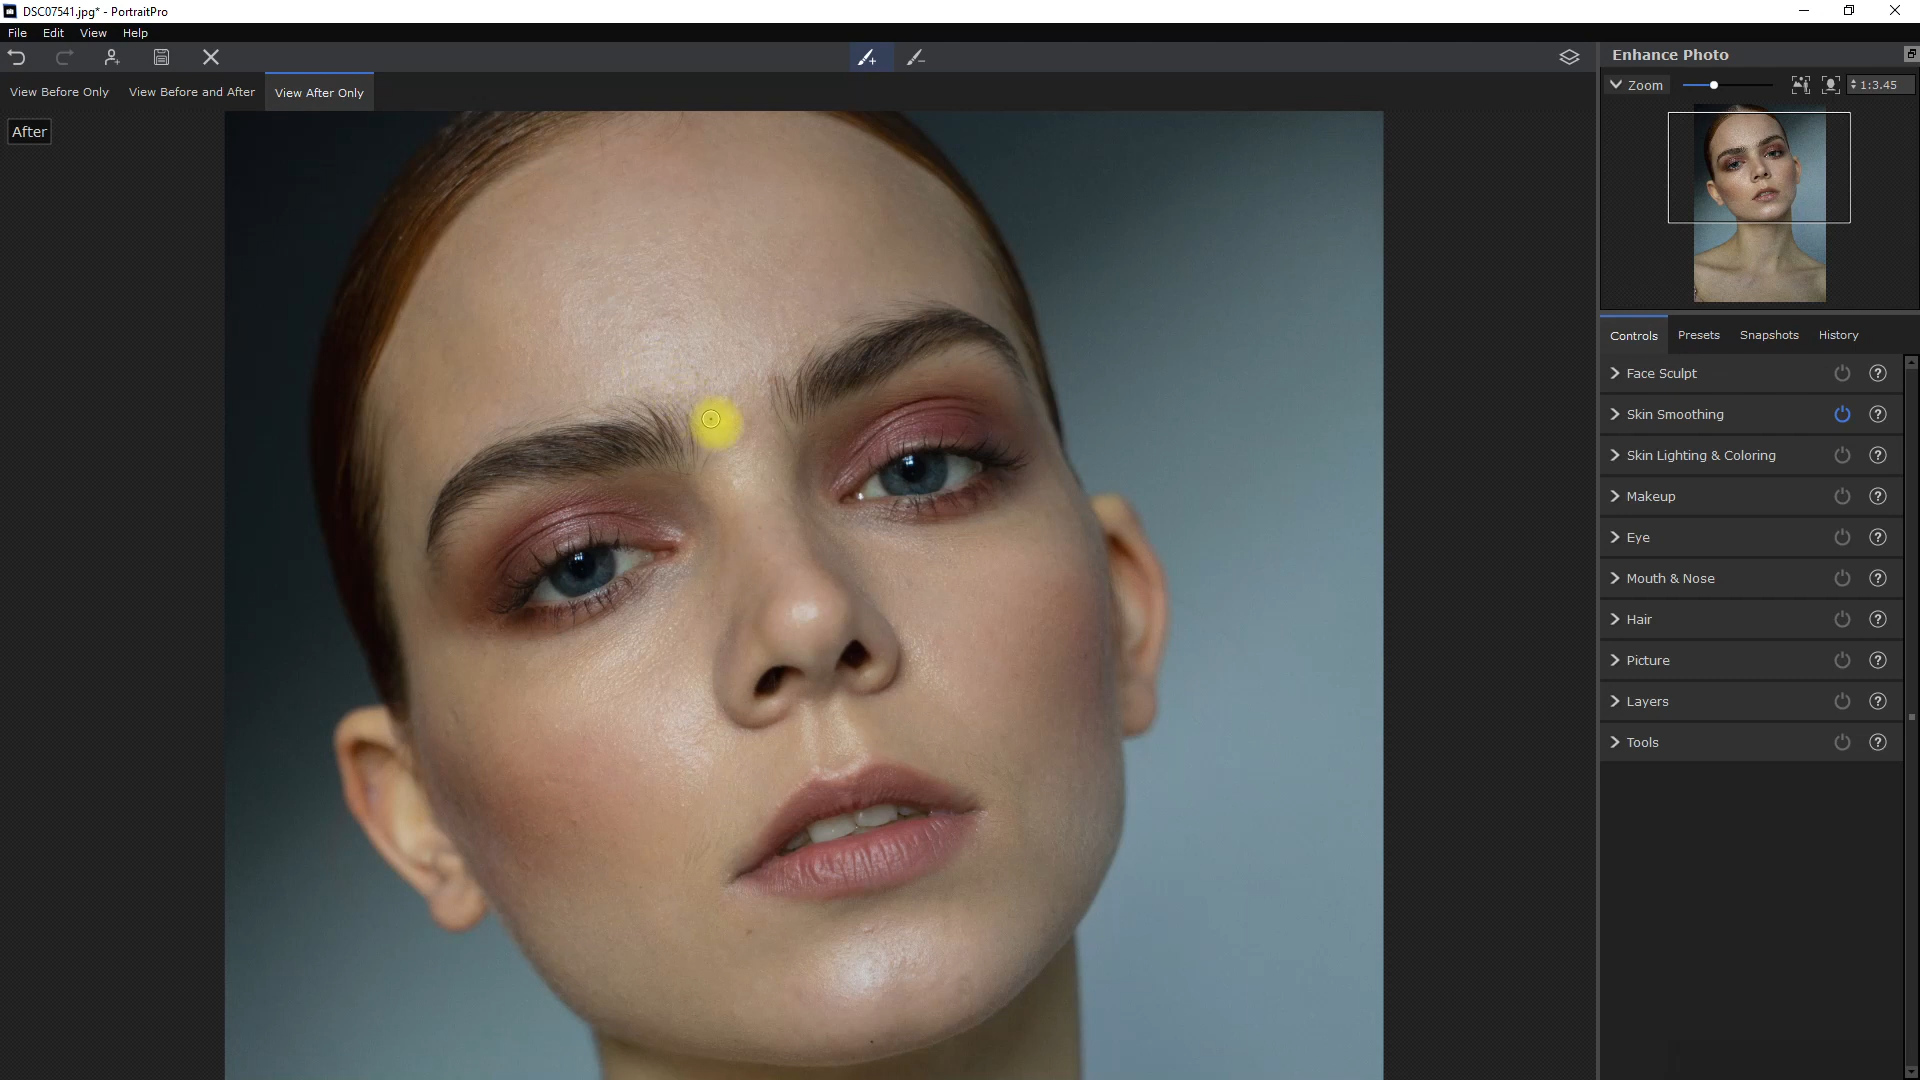 DSC07541.jpg* - PortraitPro
File Edit View Help
Enhance Photo
Zoom 1:3.45
View Before Only View Before and After View After Only
After
Controls Presets Snapshots History
Face Sculpt ?
Skin Smoothing ?
Skin Lighting & Coloring ?
Makeup ?
Eye ?
Mouth & Nose ?
Hair ?
Picture ?
Layers ?
Tools ?